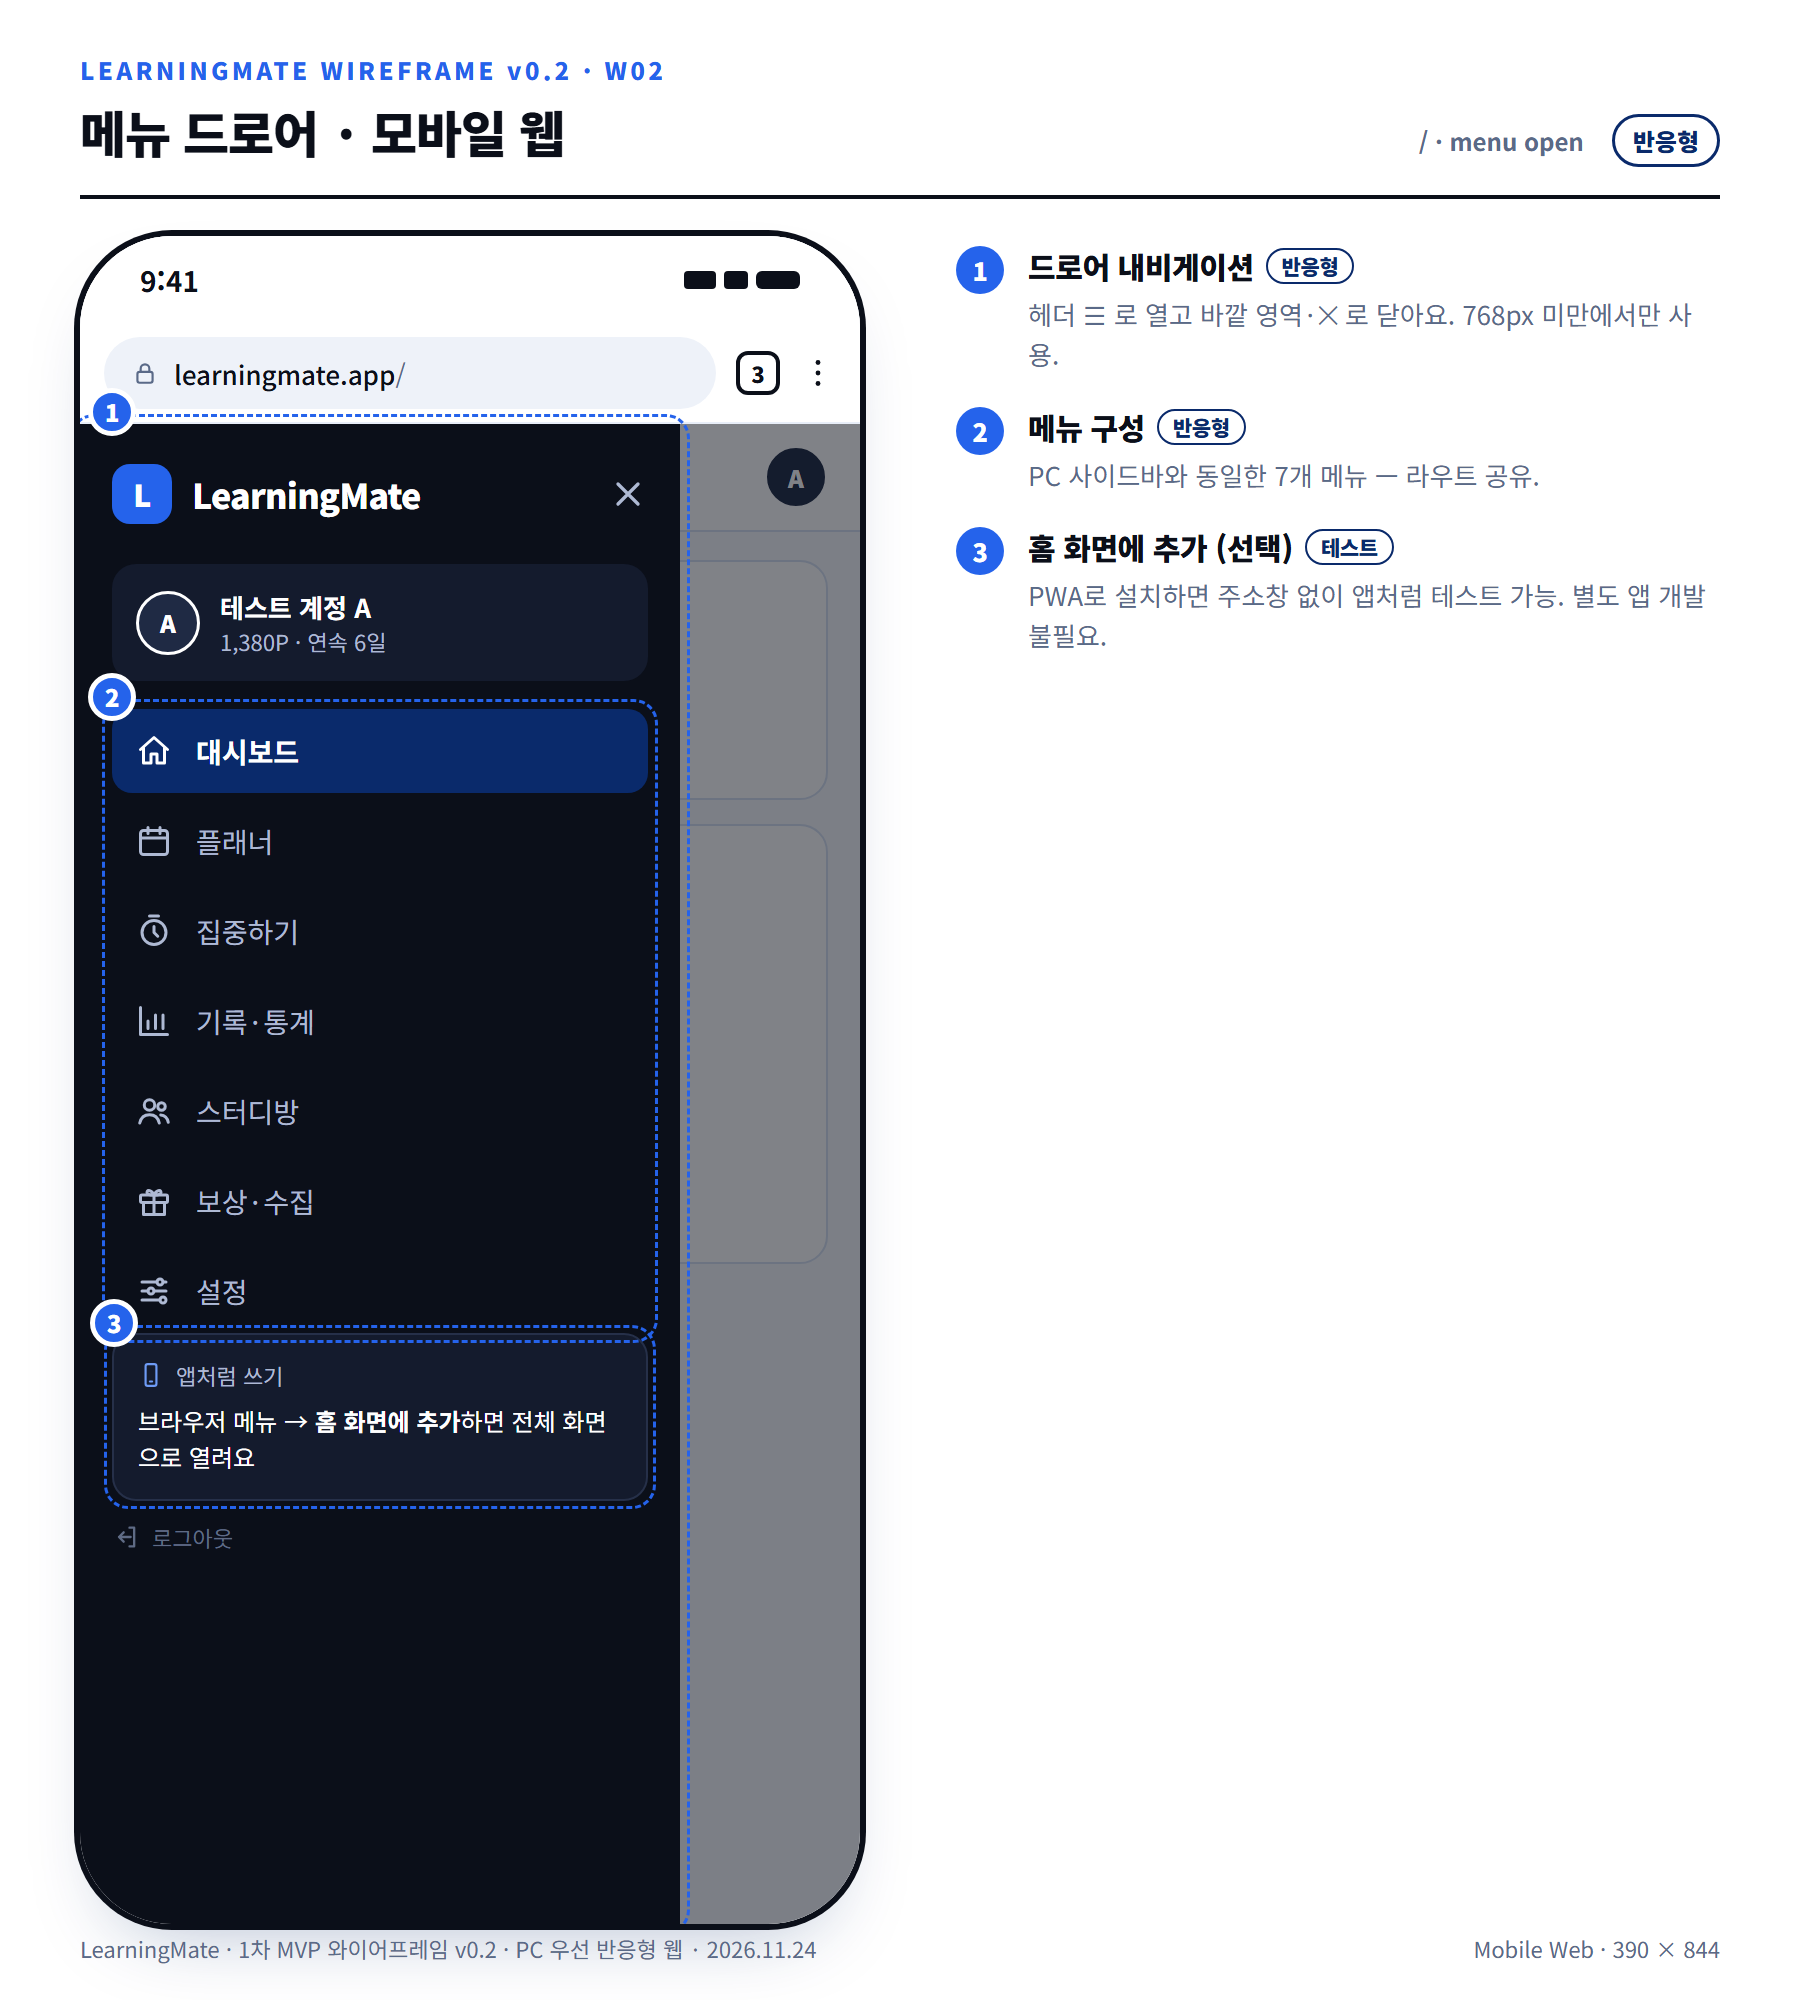 LEARNINGMATE WIREFRAME v0.2 · W02
메뉴 드로어 · 모바일 웹
/ · menu open
반응형
9:41
learningmate.app/
3
1
L
LearningMate
A
A
테스트 계정 A
1,380P · 연속 6일
2
대시보드
플래너
집중하기
기록·통계
스터디방
보상·수집
설정
3
앱처럼 쓰기
브라우저 메뉴 → 홈 화면에 추가하면 전체 화면
으로 열려요
로그아웃
1
드로어 내비게이션
반응형
헤더 ☰ 로 열고 바깥 영역·✕ 로 닫아요. 768px 미만에서만 사
용.
2
메뉴 구성
반응형
PC 사이드바와 동일한 7개 메뉴 — 라우트 공유.
3
홈 화면에 추가 (선택)
테스트
PWA로 설치하면 주소창 없이 앱처럼 테스트 가능. 별도 앱 개발
불필요.
LearningMate · 1차 MVP 와이어프레임 v0.2 · PC 우선 반응형 웹 · 2026.11.24
Mobile Web · 390 × 844